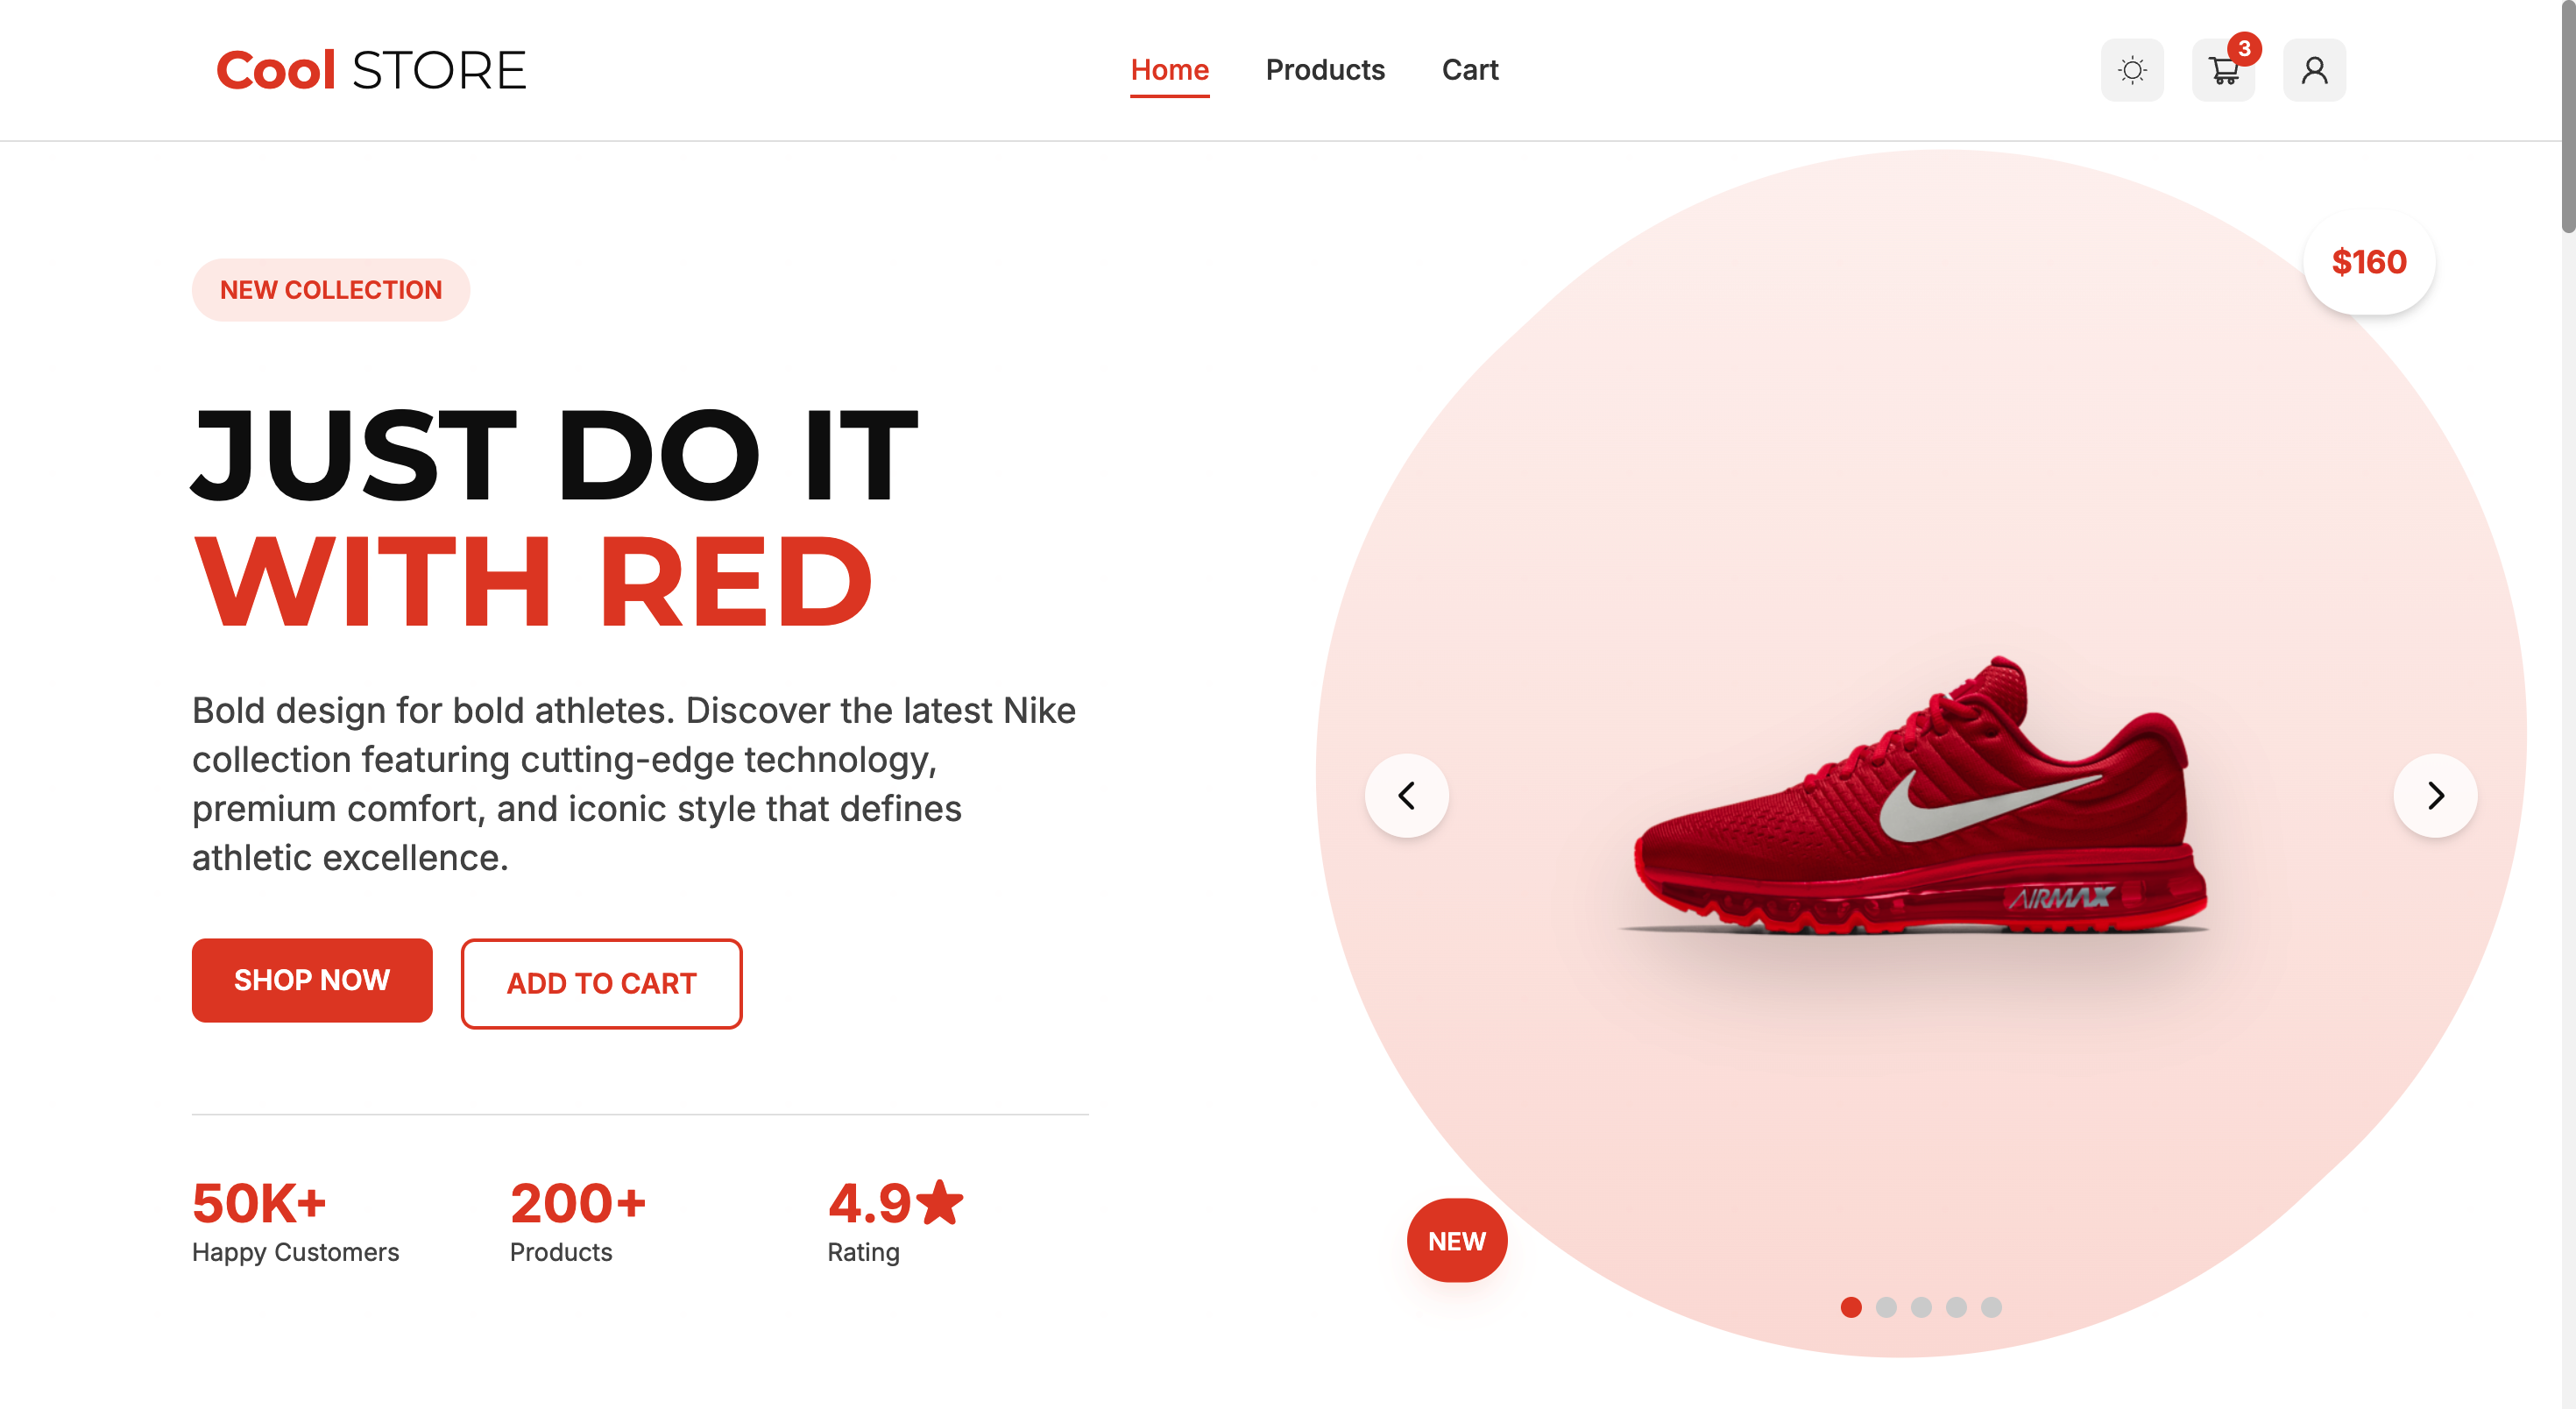 Cool STORE
Home
Products
Cart
3
NEW COLLECTION
$160
JUST DO IT
WITH RED
Bold design for bold athletes. Discover the latest Nike
collection featuring cutting-edge technology,
premium comfort, and iconic style that defines
athletic excellence.
AIRMAX
SHOP NOW
ADD TO CART
50K+
Happy Customers
200+
Products
4.9★
Rating
NEW